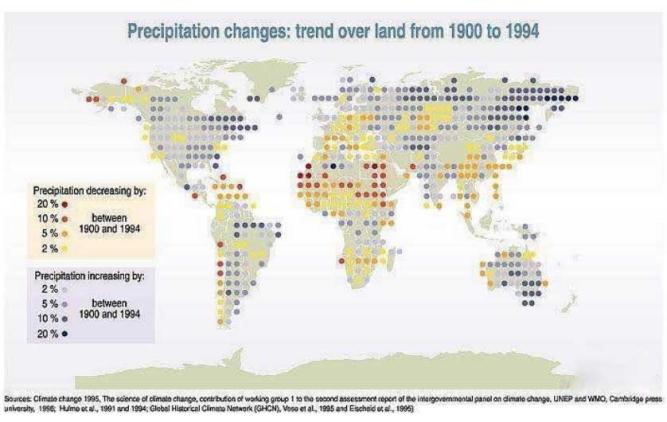 Precipitation changes: trend over land from 1900 to 1994
Precipitation decreasing by:
20 %
10 % between
5 % 1900 and 1994
2 %
Precipitation increasing by:
2 %
5 % between
10 % 1900 and 1994
20 %
Sources: Climate change 1995, The science of climate change, contribution of working group 1 to the second assessment report of the intergovernmental panel on climate change, UNEP and WMO, Cambridge press
university, 1996; Hulme et al., 1991 and 1994; Global Historical Climate Network (GHCN), Vose et al., 1995 and Eischeid et al., 1995)